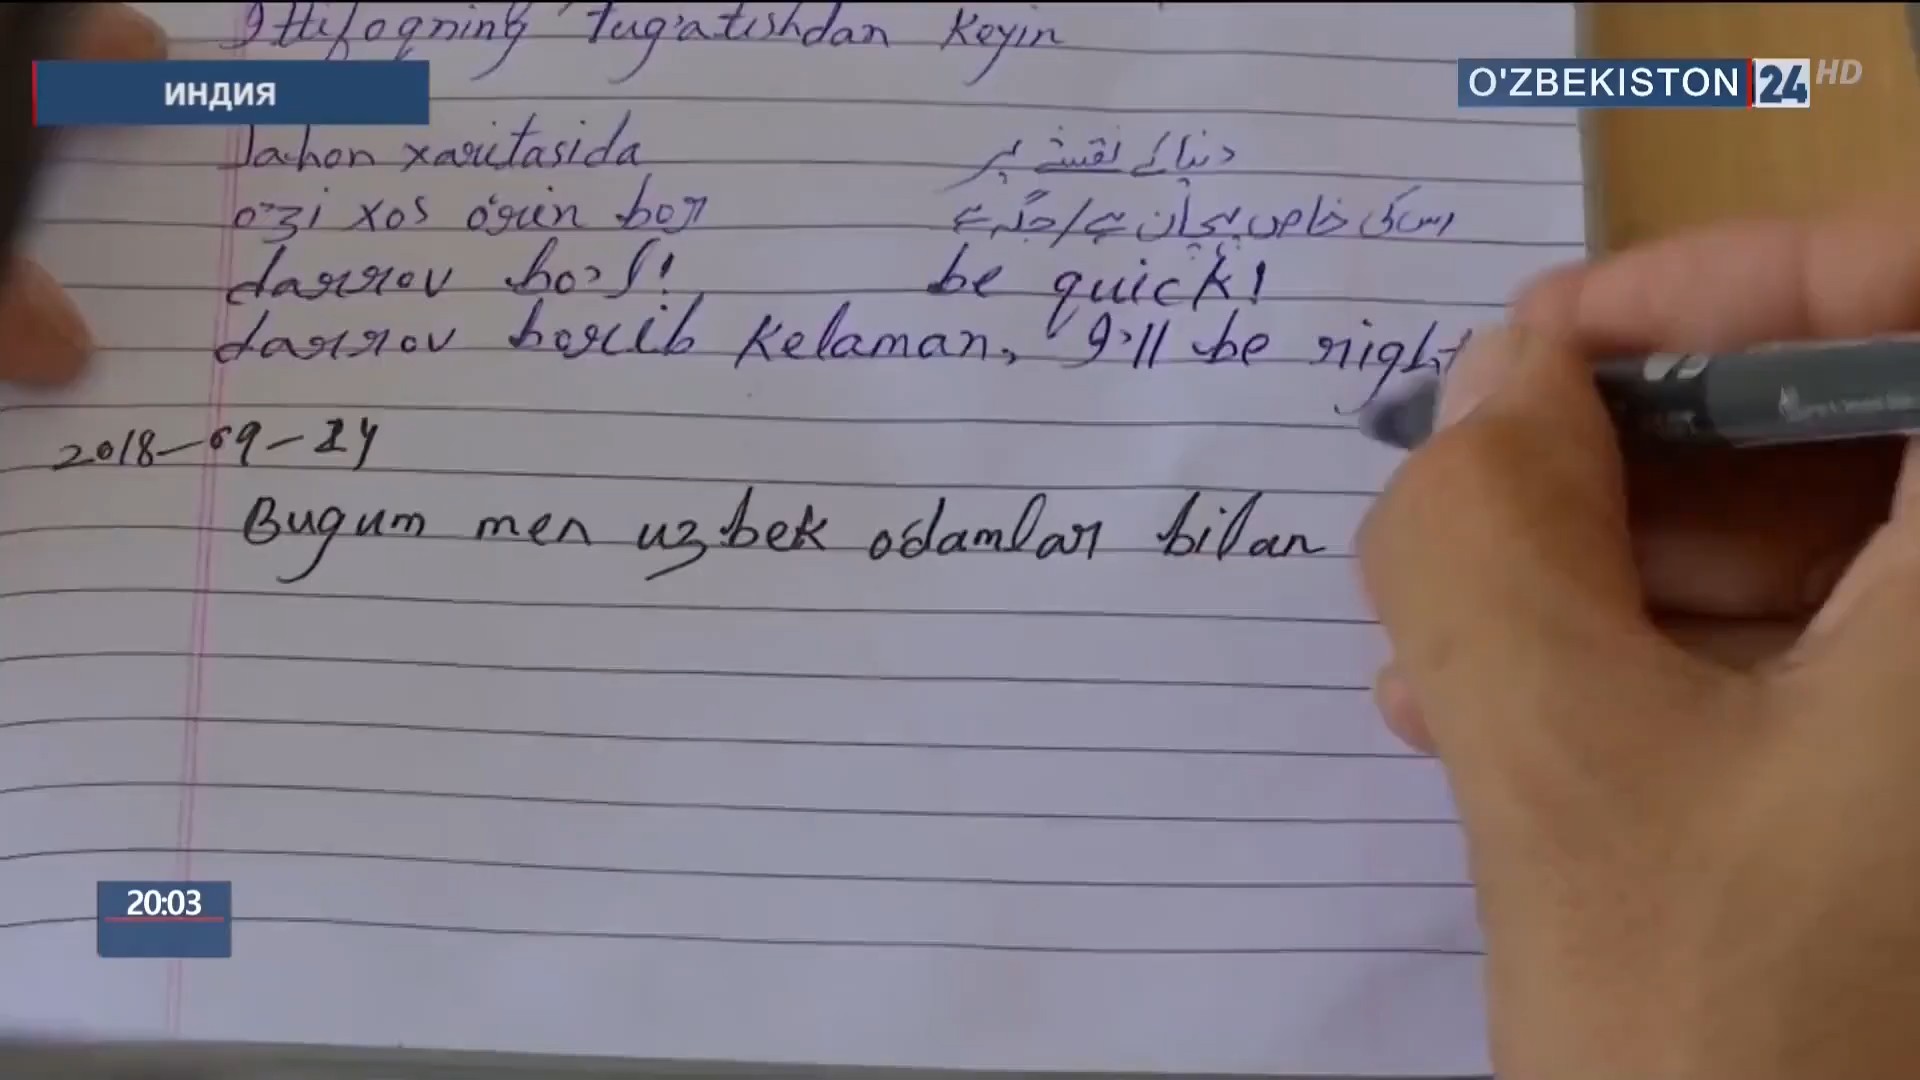 Ittifoqning tugatishdan keyin
ИНДИЯ
O'ZBEKISTON 24 HD
Jahon xaritasida دنیا کے نقشے پر
o'zi xos o'rin bor اس کی خاص پہچان ہے / جگہ ہے
darrov bo'l! be quick!
darrov borib kelaman, I'll be right
2018-09-24
Bugum men uzbek odamlar bilan
20:03